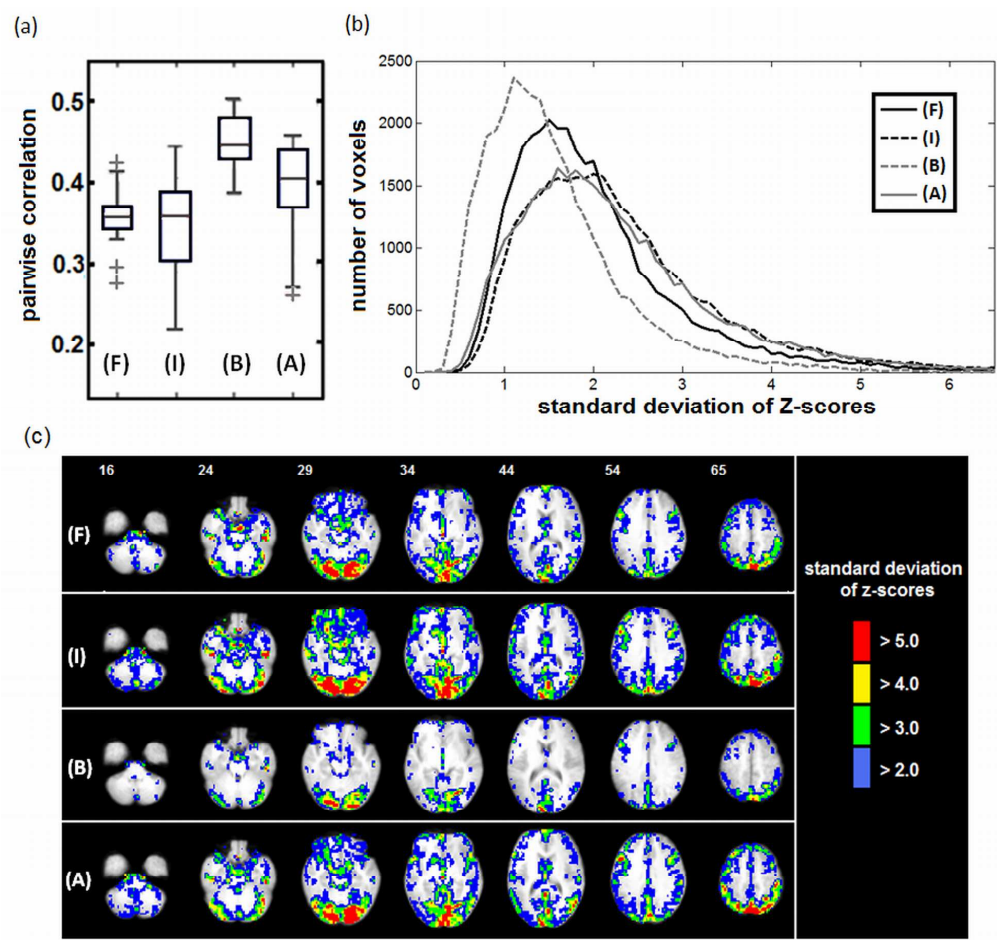 (a)
pairwise correlation
0.5
0.4
0.3
0.2
(F) (I) (B) (A)
(b)
number of voxels
2500
2000
1500
1000
500
0
0 1 2 3 4 5 6
standard deviation of Z-scores
(F)
(I)
(B)
(A)
(c)
16 24 29 34 44 54 65
(F)
(I)
(B)
(A)
standard deviation
of z-scores
> 5.0
> 4.0
> 3.0
> 2.0